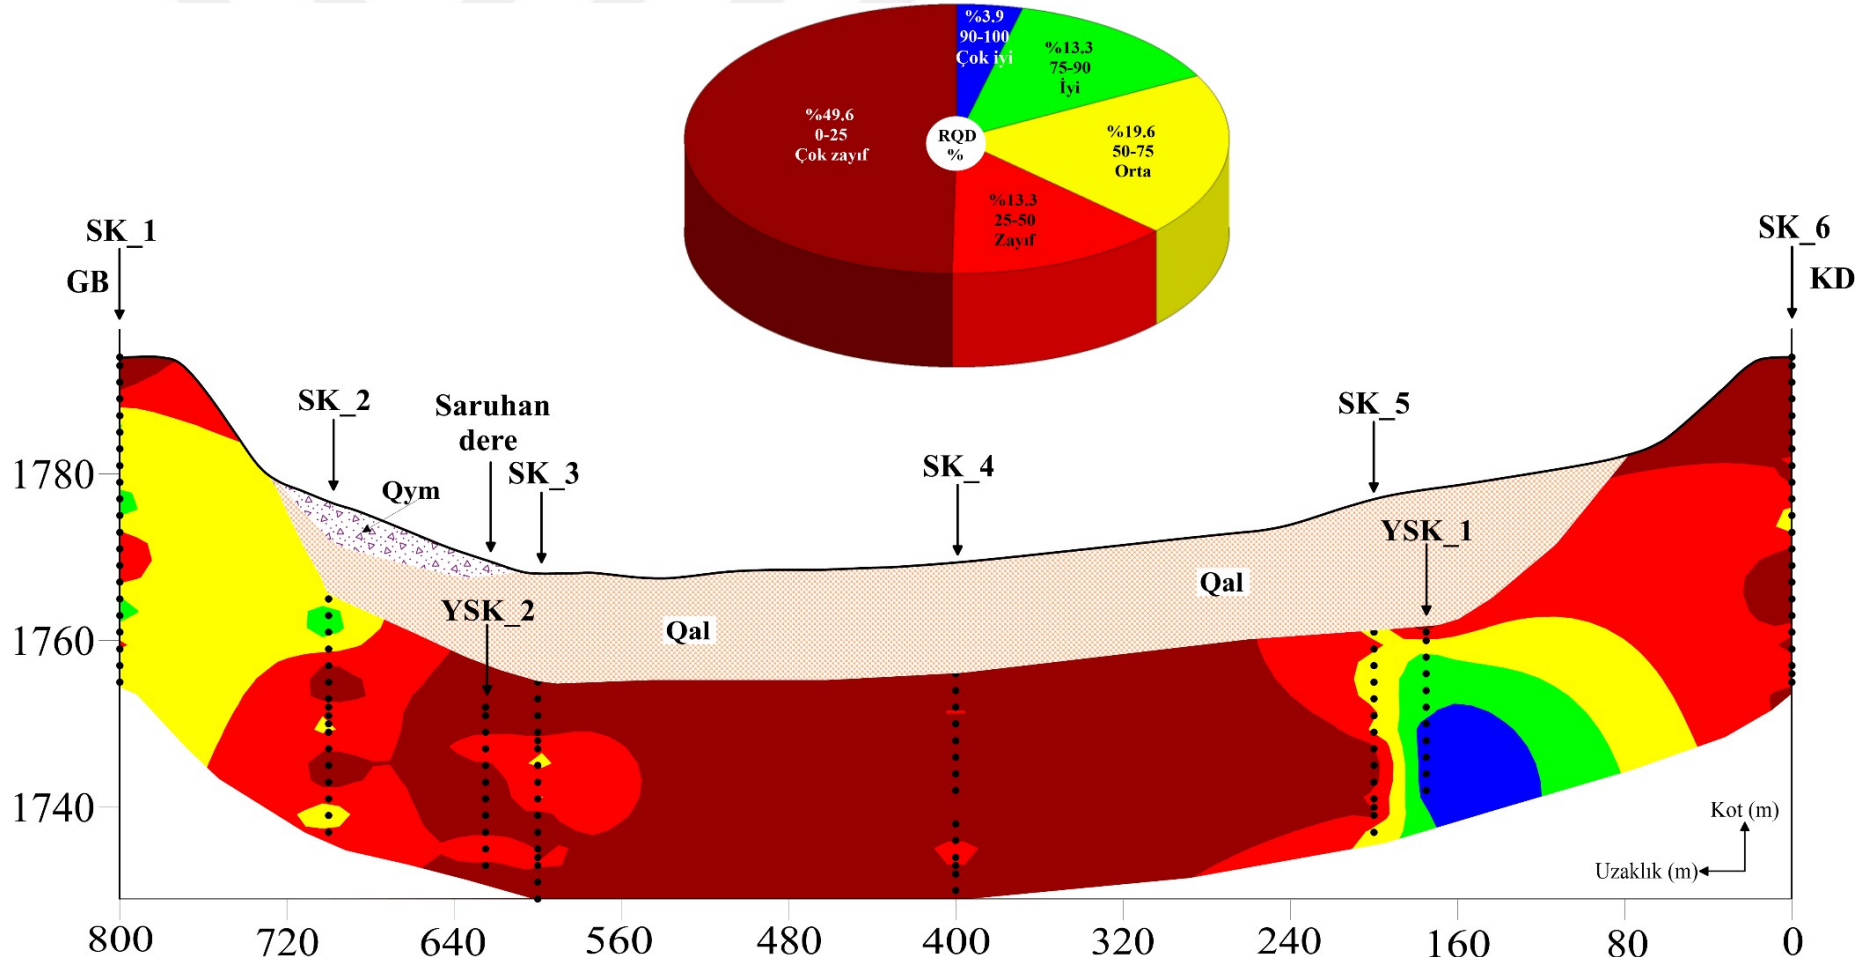 %3.9
90-100
Çok iyi
%13.3
75-90
İyi
%49.6
0-25
Çok zayıf
RQD
%
%19.6
50-75
Orta
%13.3
25-50
Zayıf
SK_1
GB
SK_6
KD
SK_2
Saruhan
dere
SK_3
SK_4
SK_5
Qym
YSK_1
YSK_2
Qal
Qal
1780
1760
1740
Kot (m)
Uzaklık (m)
800
720
640
560
480
400
320
240
160
80
0